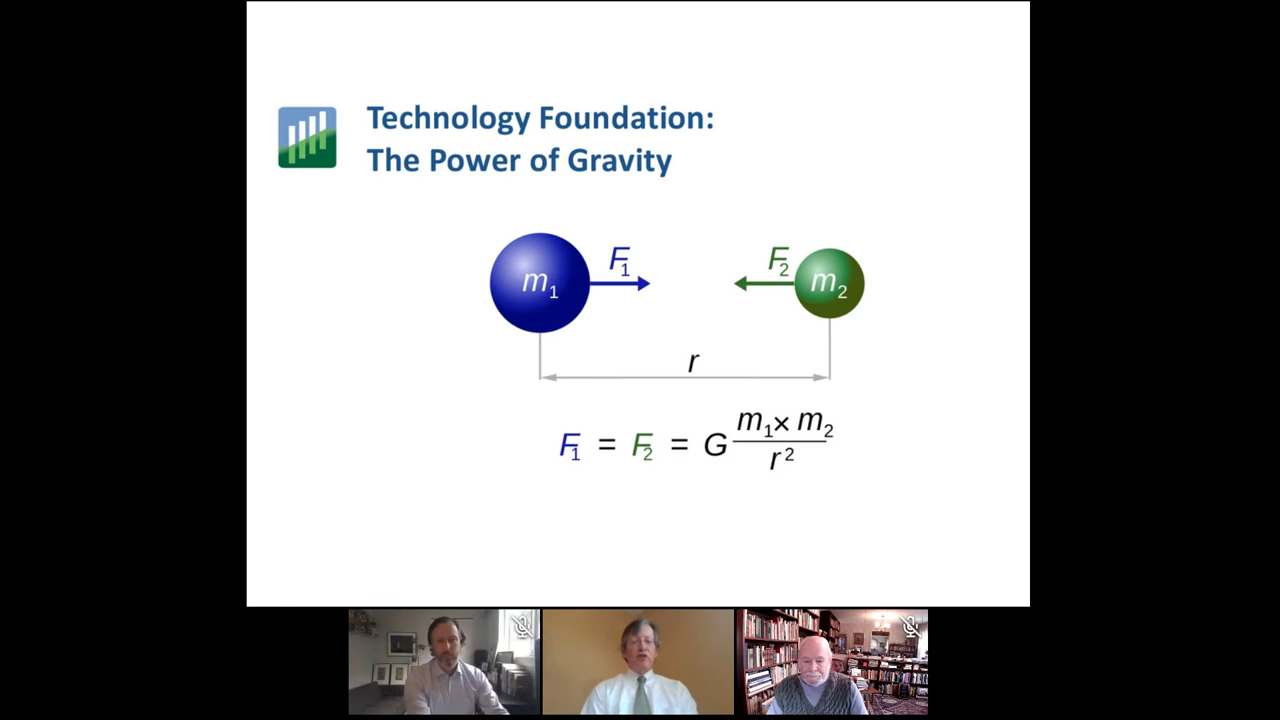 Technology Foundation:
The Power of Gravity
F₁
F₂
m₁
m₂
r
F₁ = F₂ = G m₁× m₂ / r²